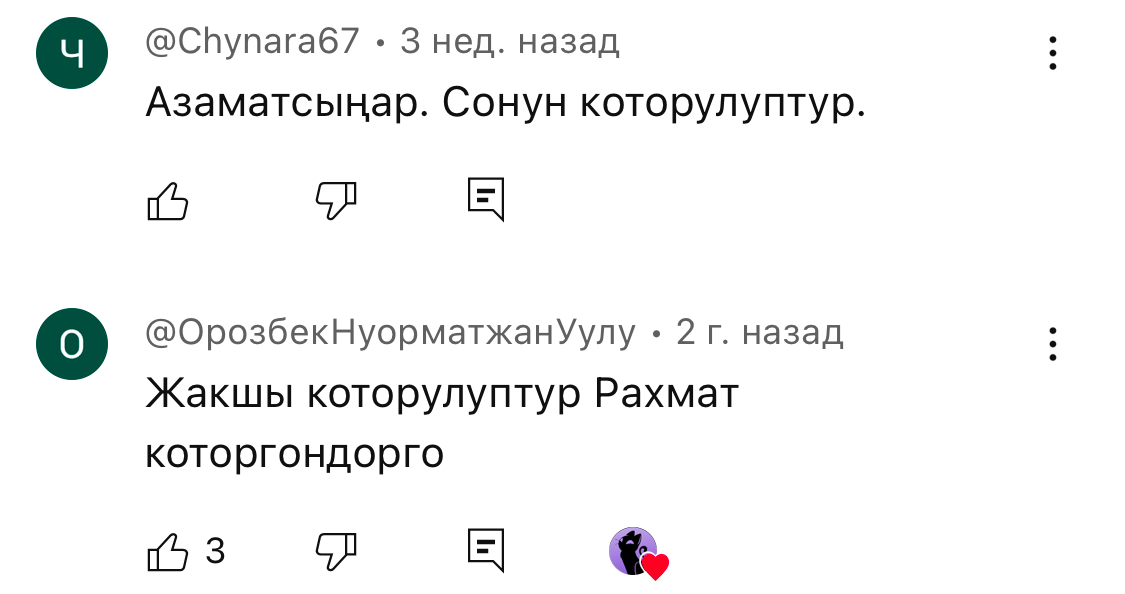 Ч
@Chynara67 • 3 нед. назад
Азаматсыңар. Сонун которулуптур.
О
@ОрозбекНуорматжанУулу • 2 г. назад
Жакшы которулуптур Рахмат
которгондорго
3